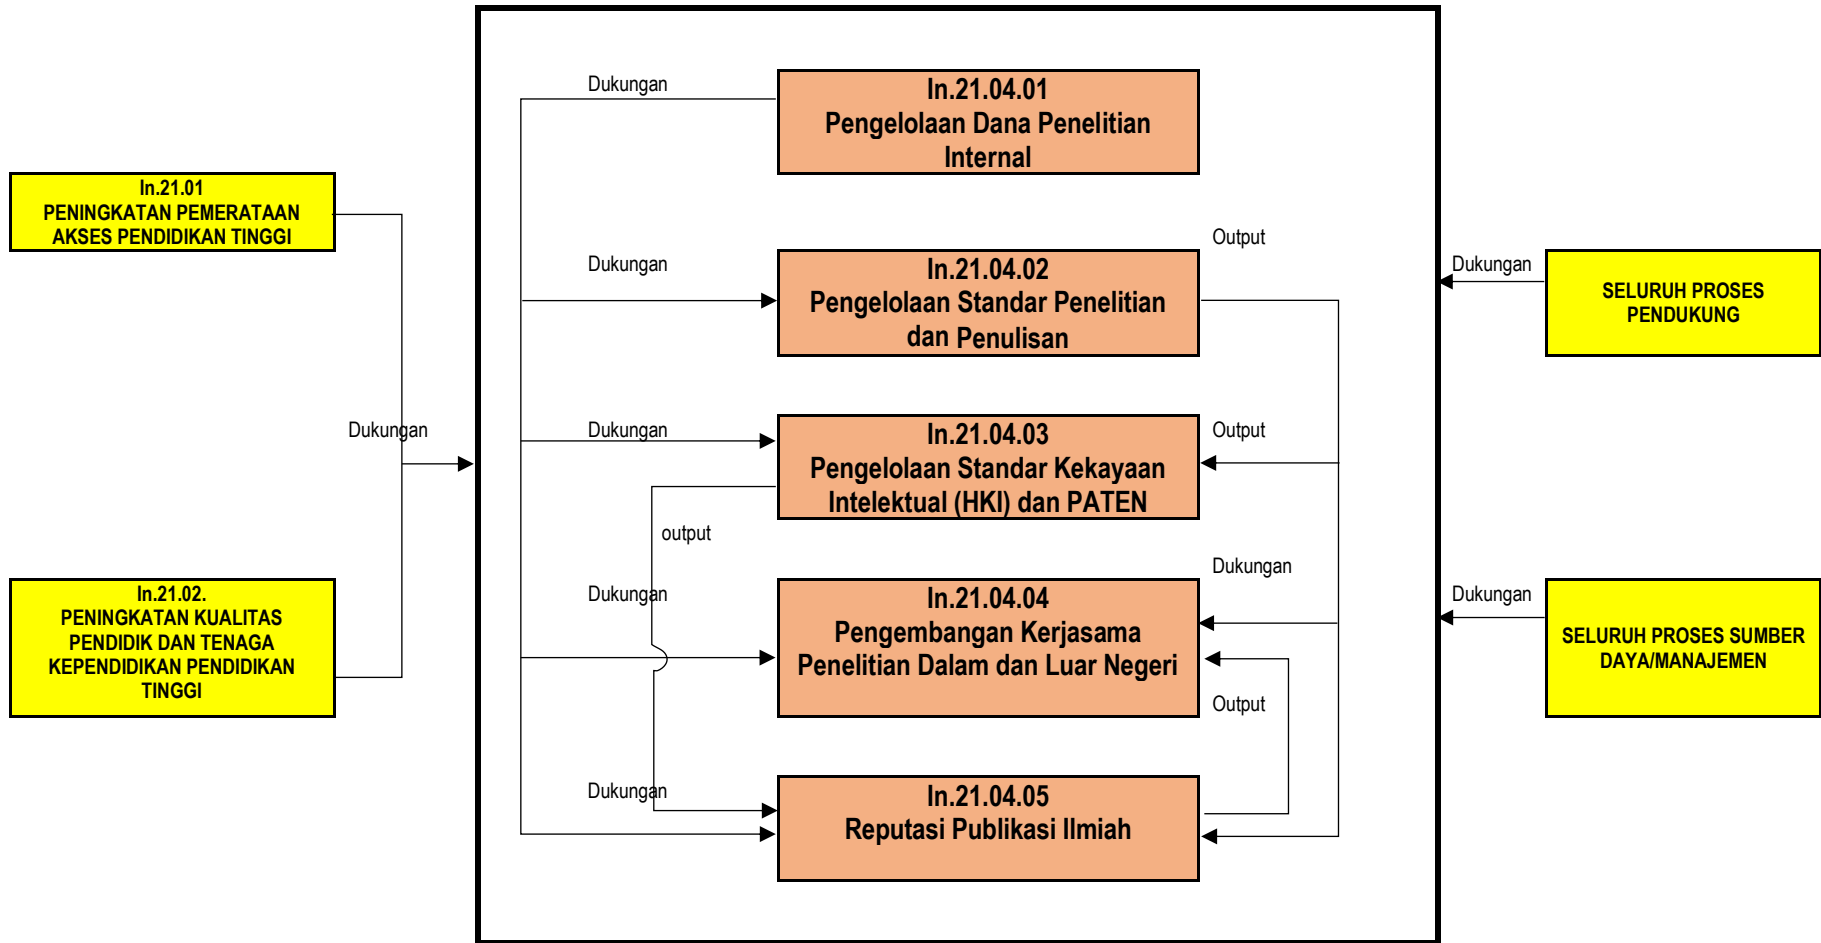 In.21.01
PENINGKATAN PEMERATAAN
AKSES PENDIDIKAN TINGGI
In.21.02.
PENINGKATAN KUALITAS
PENDIDIK DAN TENAGA
KEPENDIDIKAN PENDIDIKAN
TINGGI
Dukungan
Dukungan
In.21.04.01
Pengelolaan Dana Penelitian
Internal
Dukungan
In.21.04.02
Pengelolaan Standar Penelitian
dan Penulisan
Output
Dukungan
In.21.04.03
Pengelolaan Standar Kekayaan
Intelektual (HKI) dan PATEN
Output
output
Dukungan
In.21.04.04
Pengembangan Kerjasama
Penelitian Dalam dan Luar Negeri
Dukungan
Output
Dukungan
In.21.04.05
Reputasi Publikasi Ilmiah
Dukungan
SELURUH PROSES
PENDUKUNG
Dukungan
SELURUH PROSES SUMBER
DAYA/MANAJEMEN